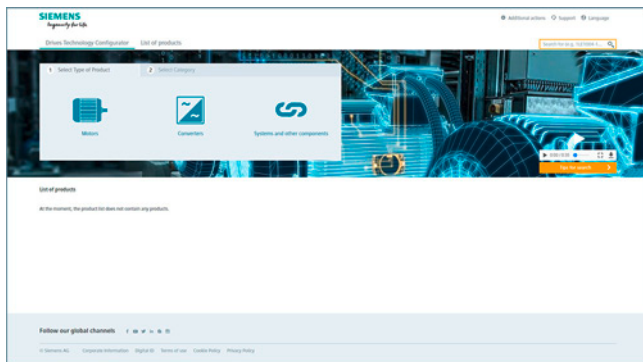 SIEMENS
Ingenuity for life
Additional actions Support Language
Drives Technology Configurator List of products
1 Select Type of Product 2 Select Category
Motors Converters Systems and other components
Tips for search
List of products
At the moment, the product list does not contain any products.
Follow our global channels
© Siemens AG Corporate Information Digital ID Terms of use Cookie Policy Privacy Policy